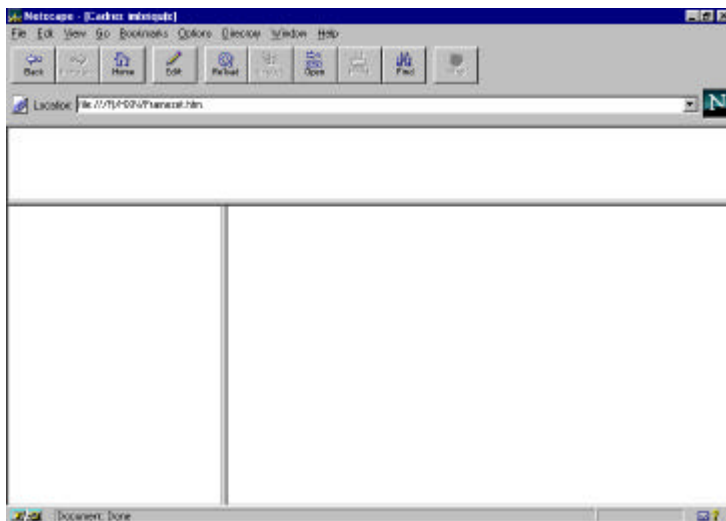 Netscape - [Cadres imbriqués]
File Edit View Go Bookmarks Options Directory Window Help
Back Home Edit Reload Open Find
Location:
N
Document: Done